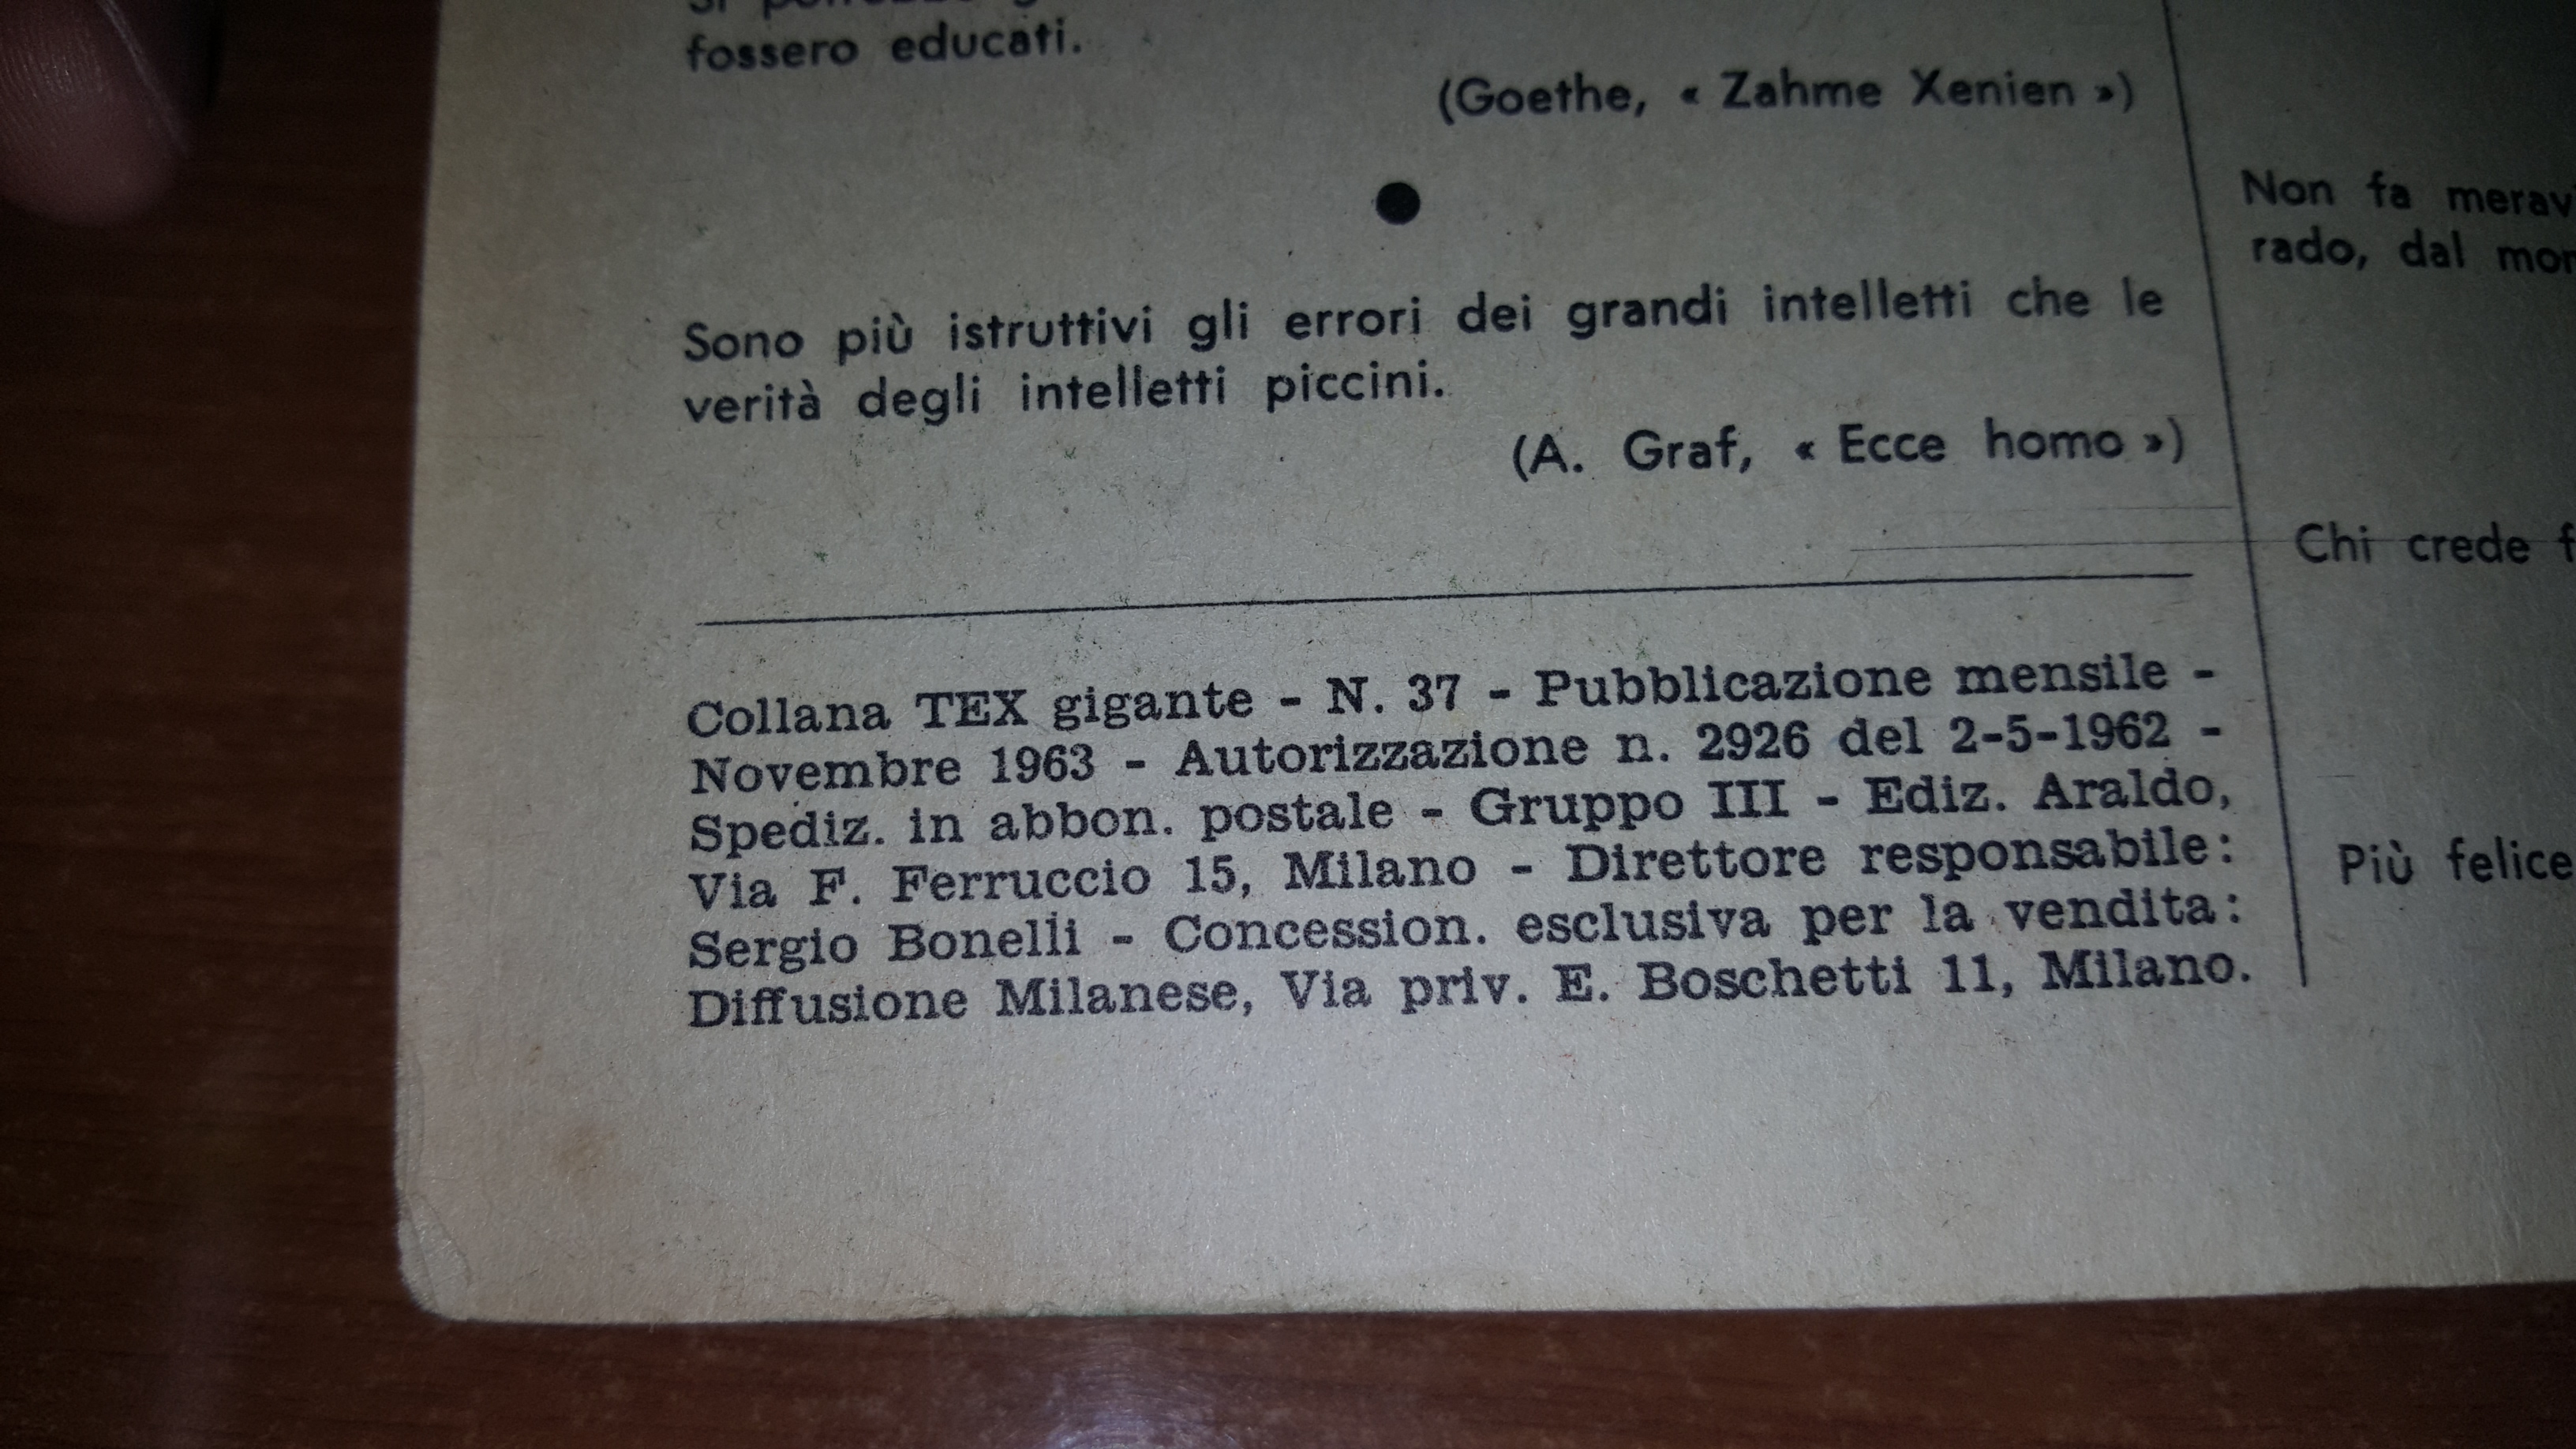 fossero educati.
(Goethe, « Zahme Xenien »)
Sono più istruttivi gli errori dei grandi intelletti che le
verità degli intelletti piccini.
(A. Graf, « Ecce homo »)
Collana TEX gigante - N. 37 - Pubblicazione mensile -
Novembre 1963 - Autorizzazione n. 2926 del 2-5-1962 -
Spediz. in abbon. postale - Gruppo III - Ediz. Araldo,
Via F. Ferruccio 15, Milano - Direttore responsabile:
Sergio Bonelli - Concession. esclusiva per la vendita:
Diffusione Milanese, Via priv. E. Boschetti 11, Milano.
Non fa
rado, dal
Chi crede
Più felice